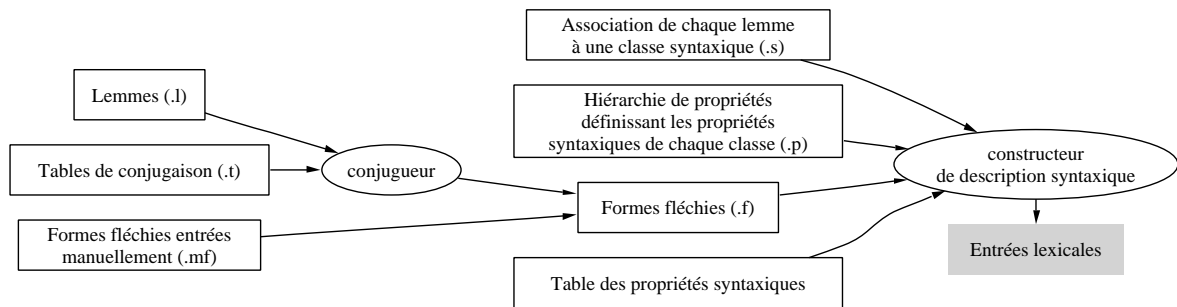 Association de chaque lemme
à une classe syntaxique (.s)
Lemmes (.l)
Hiérarchie de propriétés
définissant les propriétés
syntaxiques de chaque classe (.p)
Tables de conjugaison (.t)
conjugueur
constructeur
de description syntaxique
Formes fléchies (.f)
Formes fléchies entrées
manuellement (.mf)
Entrées lexicales
Table des propriétés syntaxiques